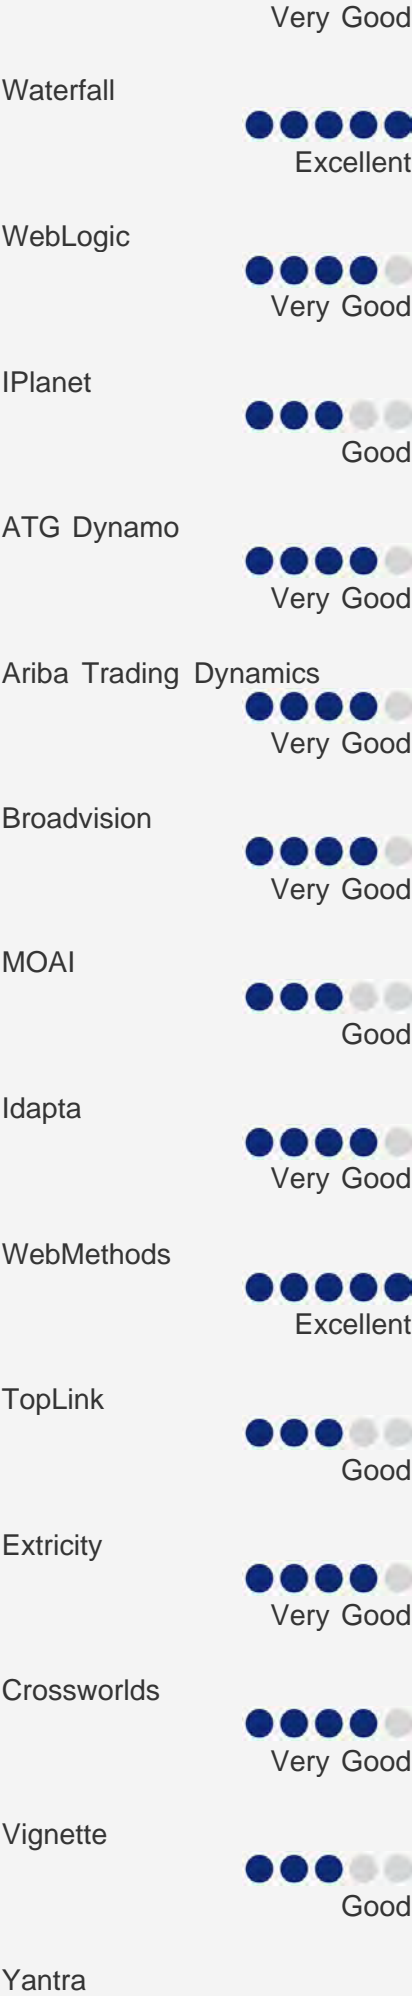 Very Good
Waterfall
Excellent
WebLogic
Very Good
IPlanet
Good
ATG Dynamo
Very Good
Ariba Trading Dynamics
Very Good
Broadvision
Very Good
MOAI
Good
Idapta
Very Good
WebMethods
Excellent
TopLink
Good
Extricity
Very Good
Crossworlds
Very Good
Vignette
Good
Yantra